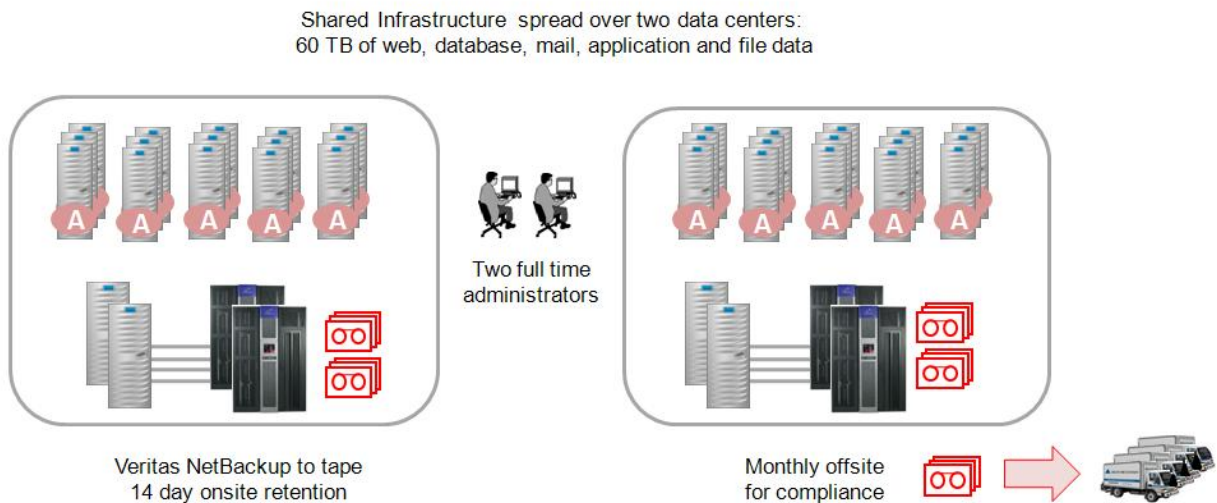 Shared Infrastructure spread over two data centers:
60 TB of web, database, mail, application and file data
A A A A A
A A A A A
Two full time
administrators
Veritas NetBackup to tape
14 day onsite retention
Monthly offsite
for compliance